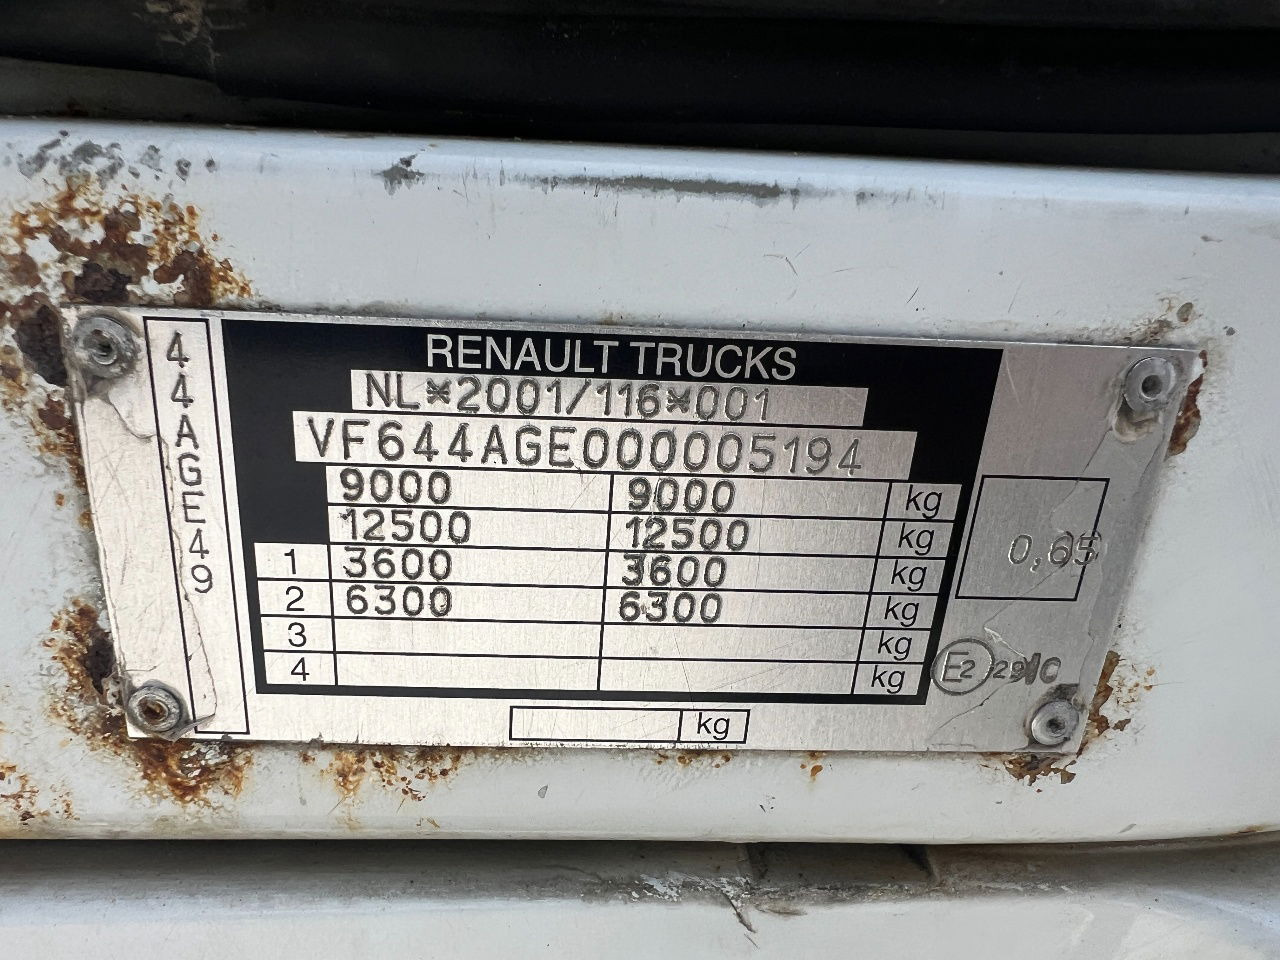 44AGE49
RENAULT TRUCKS
NL*2001/116*001
VF644AGE000005194
9000 9000 kg
12500 12500 kg
1 3600 3600 kg
2 6300 6300 kg
3 kg
4 kg
kg
0,65
E2